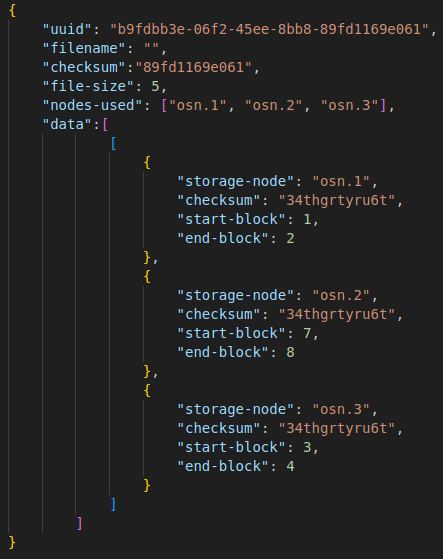 {
"uuid": "b9fdbb3e-06f2-45ee-8bb8-89fd1169e061",
"filename": "",
"checksum":"89fd1169e061",
"file-size": 5,
"nodes-used": ["osn.1", "osn.2", "osn.3"],
"data":[
[
{
"storage-node": "osn.1",
"checksum": "34thgrtyru6t",
"start-block": 1,
"end-block": 2
},
{
"storage-node": "osn.2",
"checksum": "34thgrtyru6t",
"start-block": 7,
"end-block": 8
},
{
"storage-node": "osn.3",
"checksum": "34thgrtyru6t",
"start-block": 3,
"end-block": 4
}
]
]
}